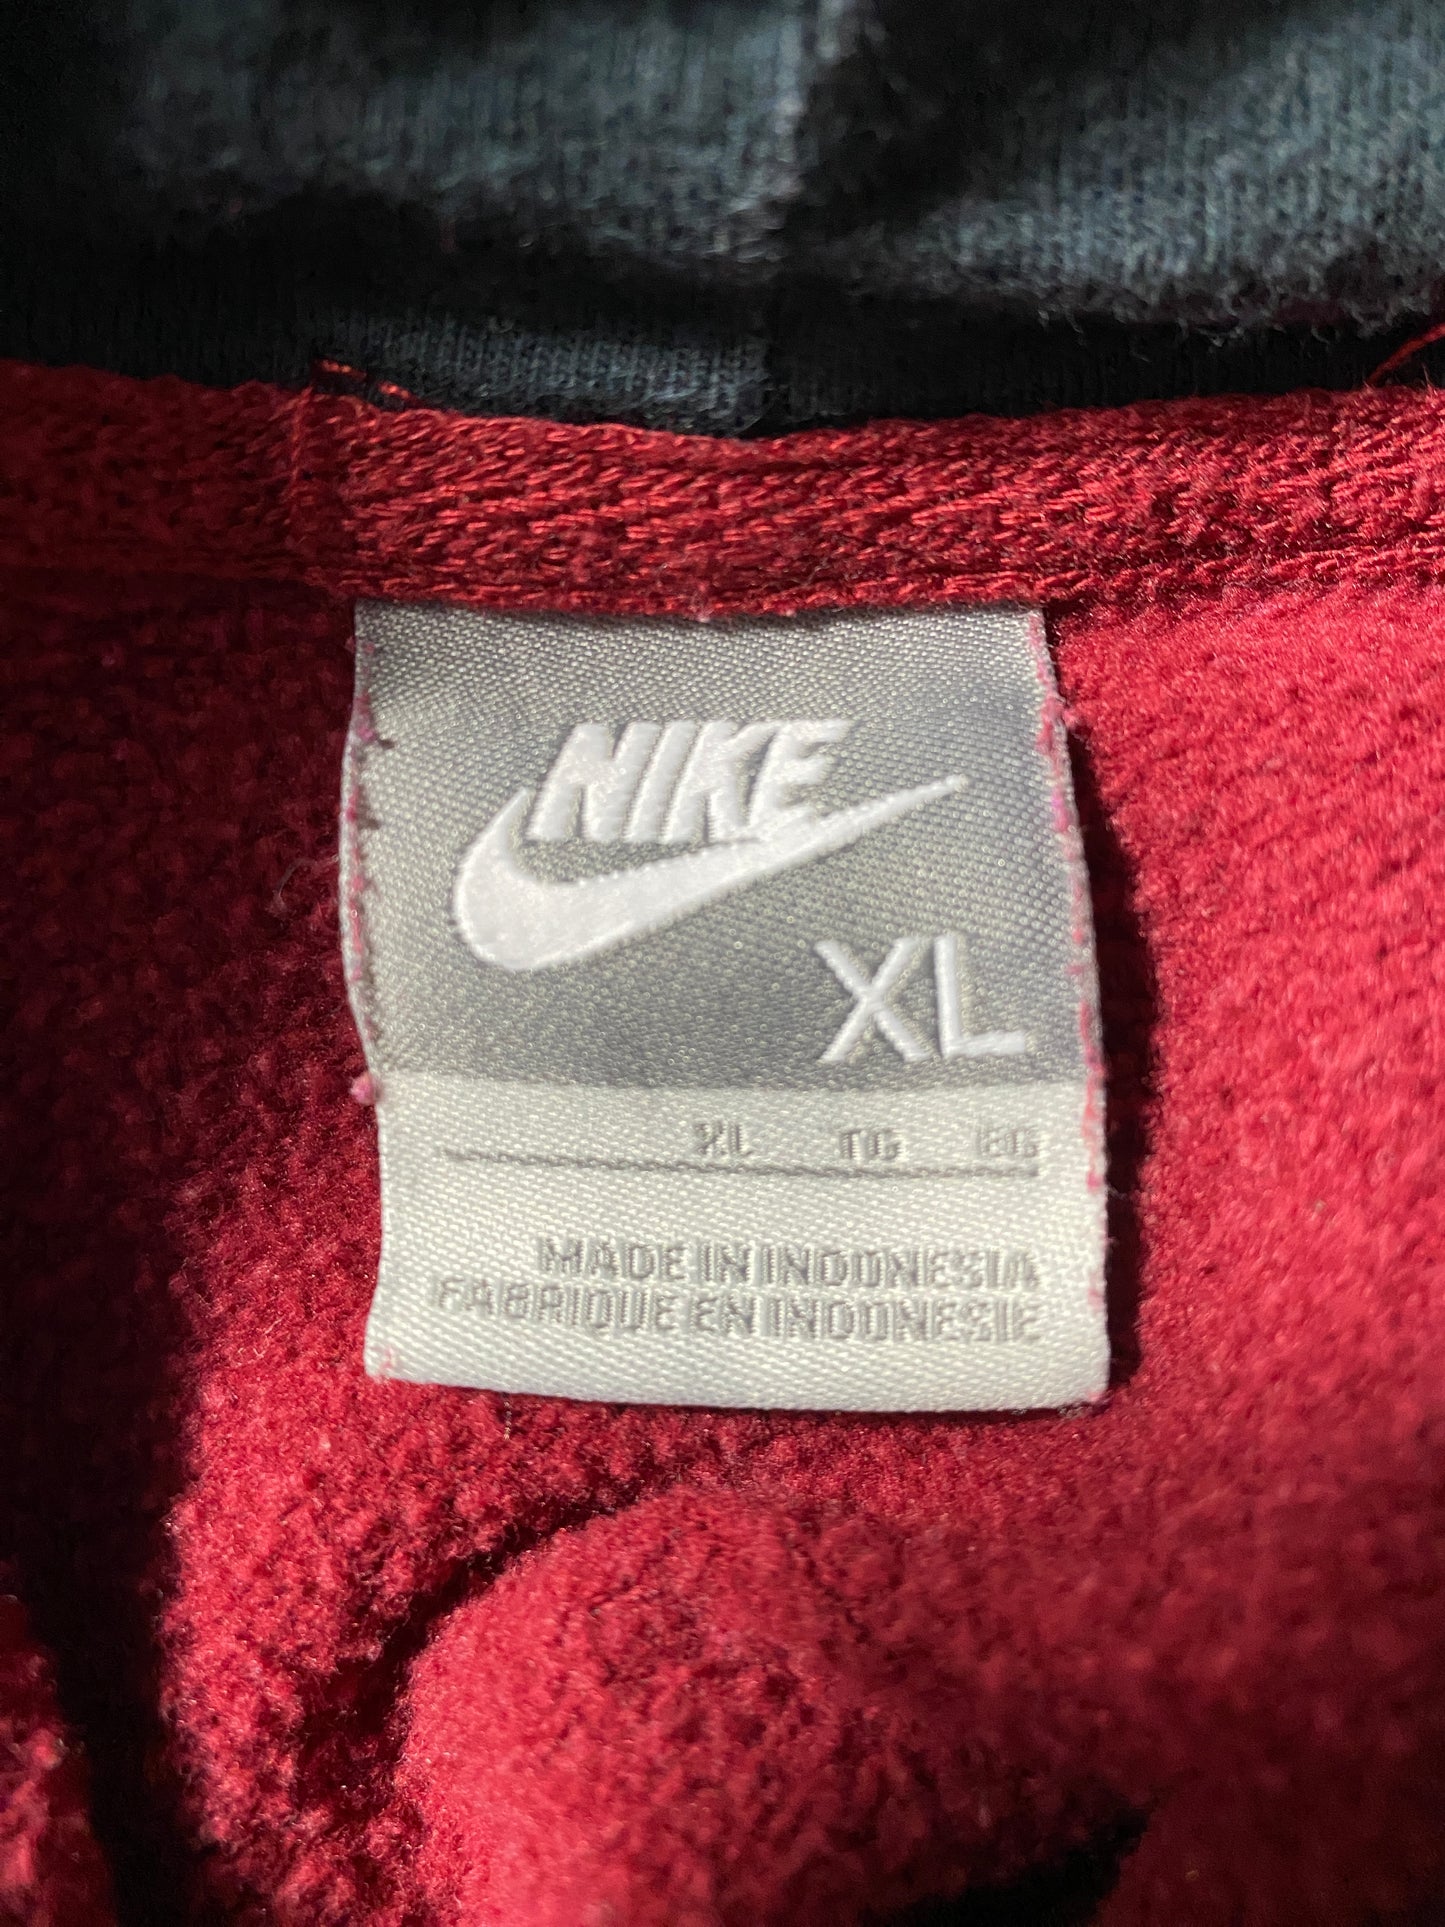 NIKE
XL
XL TG EG
MADE IN INDONESIA
FABRIQUE EN INDONESIE